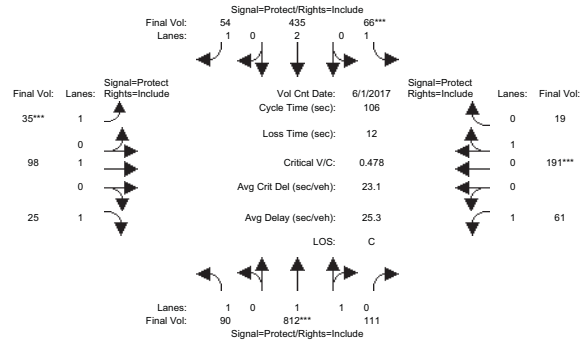 Signal=Protect/Rights=Include
Final Vol: 54 435 66***
Lanes: 1 0 2 0 1
Signal=Protect
Final Vol: Lanes: Rights=Include
Vol Cnt Date: 6/1/2017
Signal=Protect
Rights=Include Lanes: Final Vol:
Cycle Time (sec): 106
35*** 1
0 19
Loss Time (sec): 12
0
1
98 1
Critical V/C: 0.478
0 191***
0
Avg Crit Del (sec/veh): 23.1
0
25 1
Avg Delay (sec/veh): 25.3
1 61
LOS: C
Lanes: 1 0 1 1 0
Final Vol: 90 812*** 111
Signal=Protect/Rights=Include